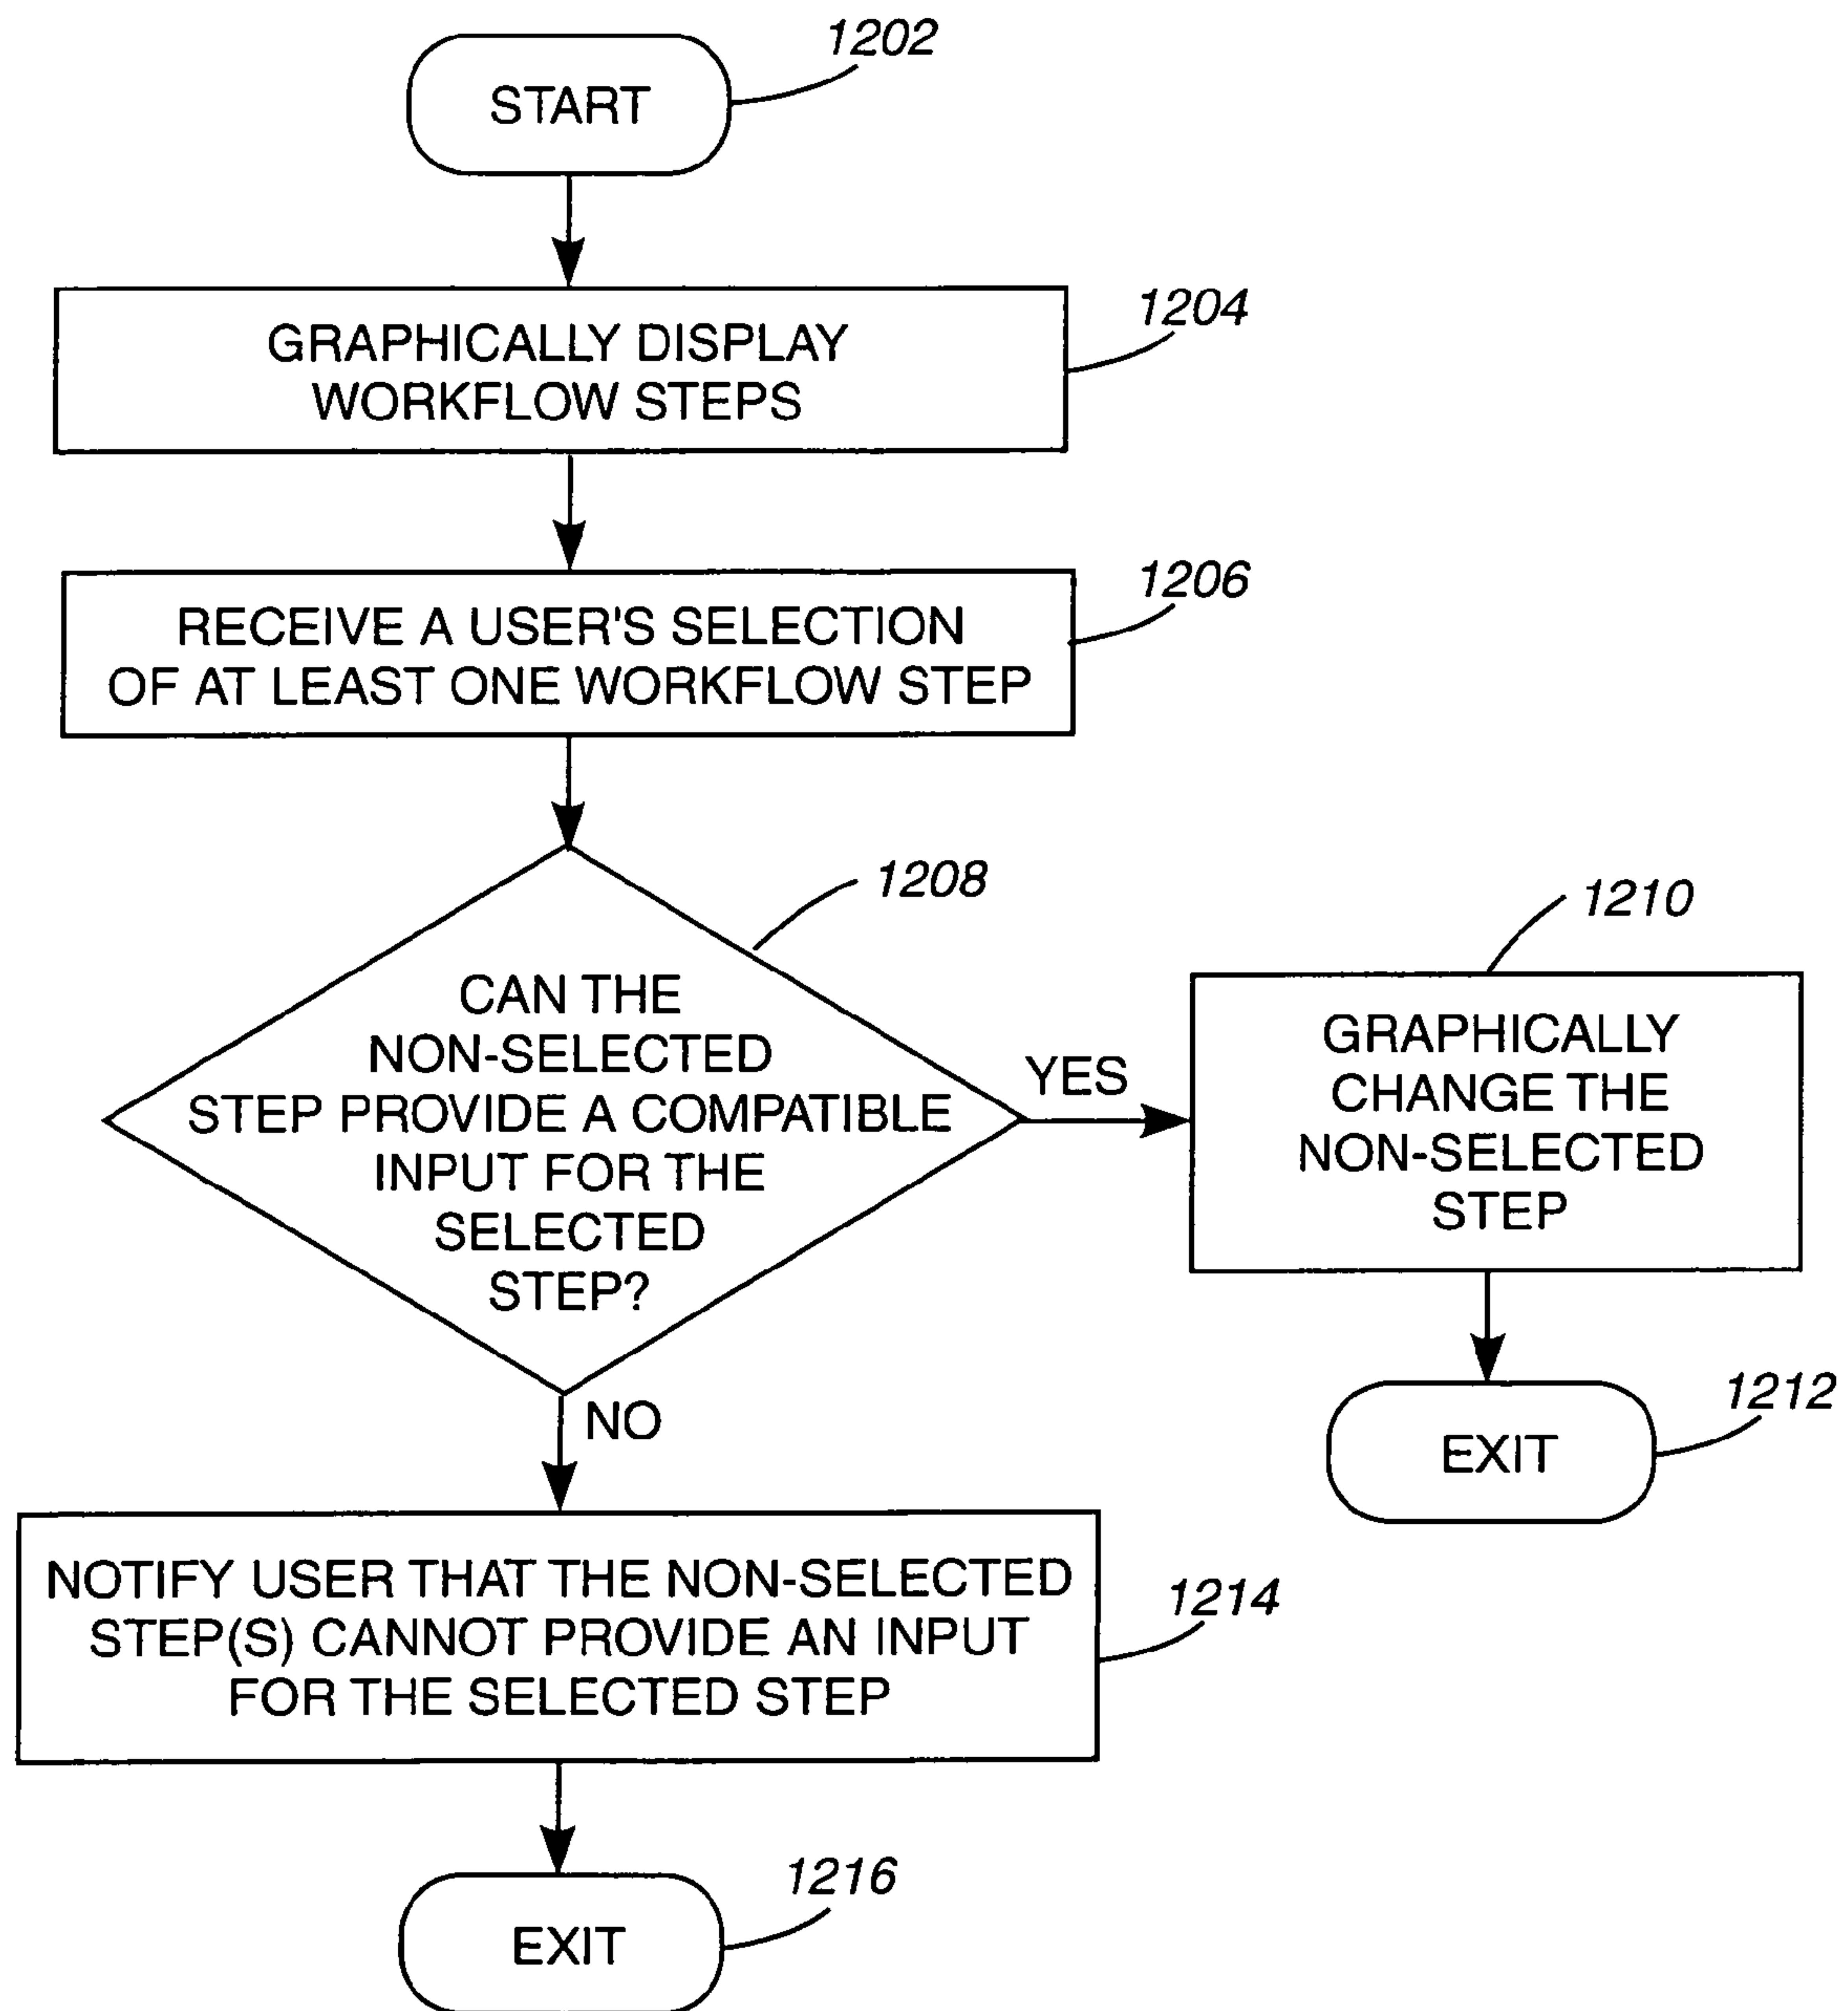 1202
START
1204
GRAPHICALLY DISPLAY
WORKFLOW STEPS
1206
RECEIVE A USER'S SELECTION
OF AT LEAST ONE WORKFLOW STEP
1208
CAN THE
NON-SELECTED
STEP PROVIDE A COMPATIBLE
INPUT FOR THE
SELECTED
STEP?
YES
1210
GRAPHICALLY
CHANGE THE
NON-SELECTED
STEP
1212
EXIT
NO
NOTIFY USER THAT THE NON-SELECTED
STEP(S) CANNOT PROVIDE AN INPUT
FOR THE SELECTED STEP
1214
1216
EXIT